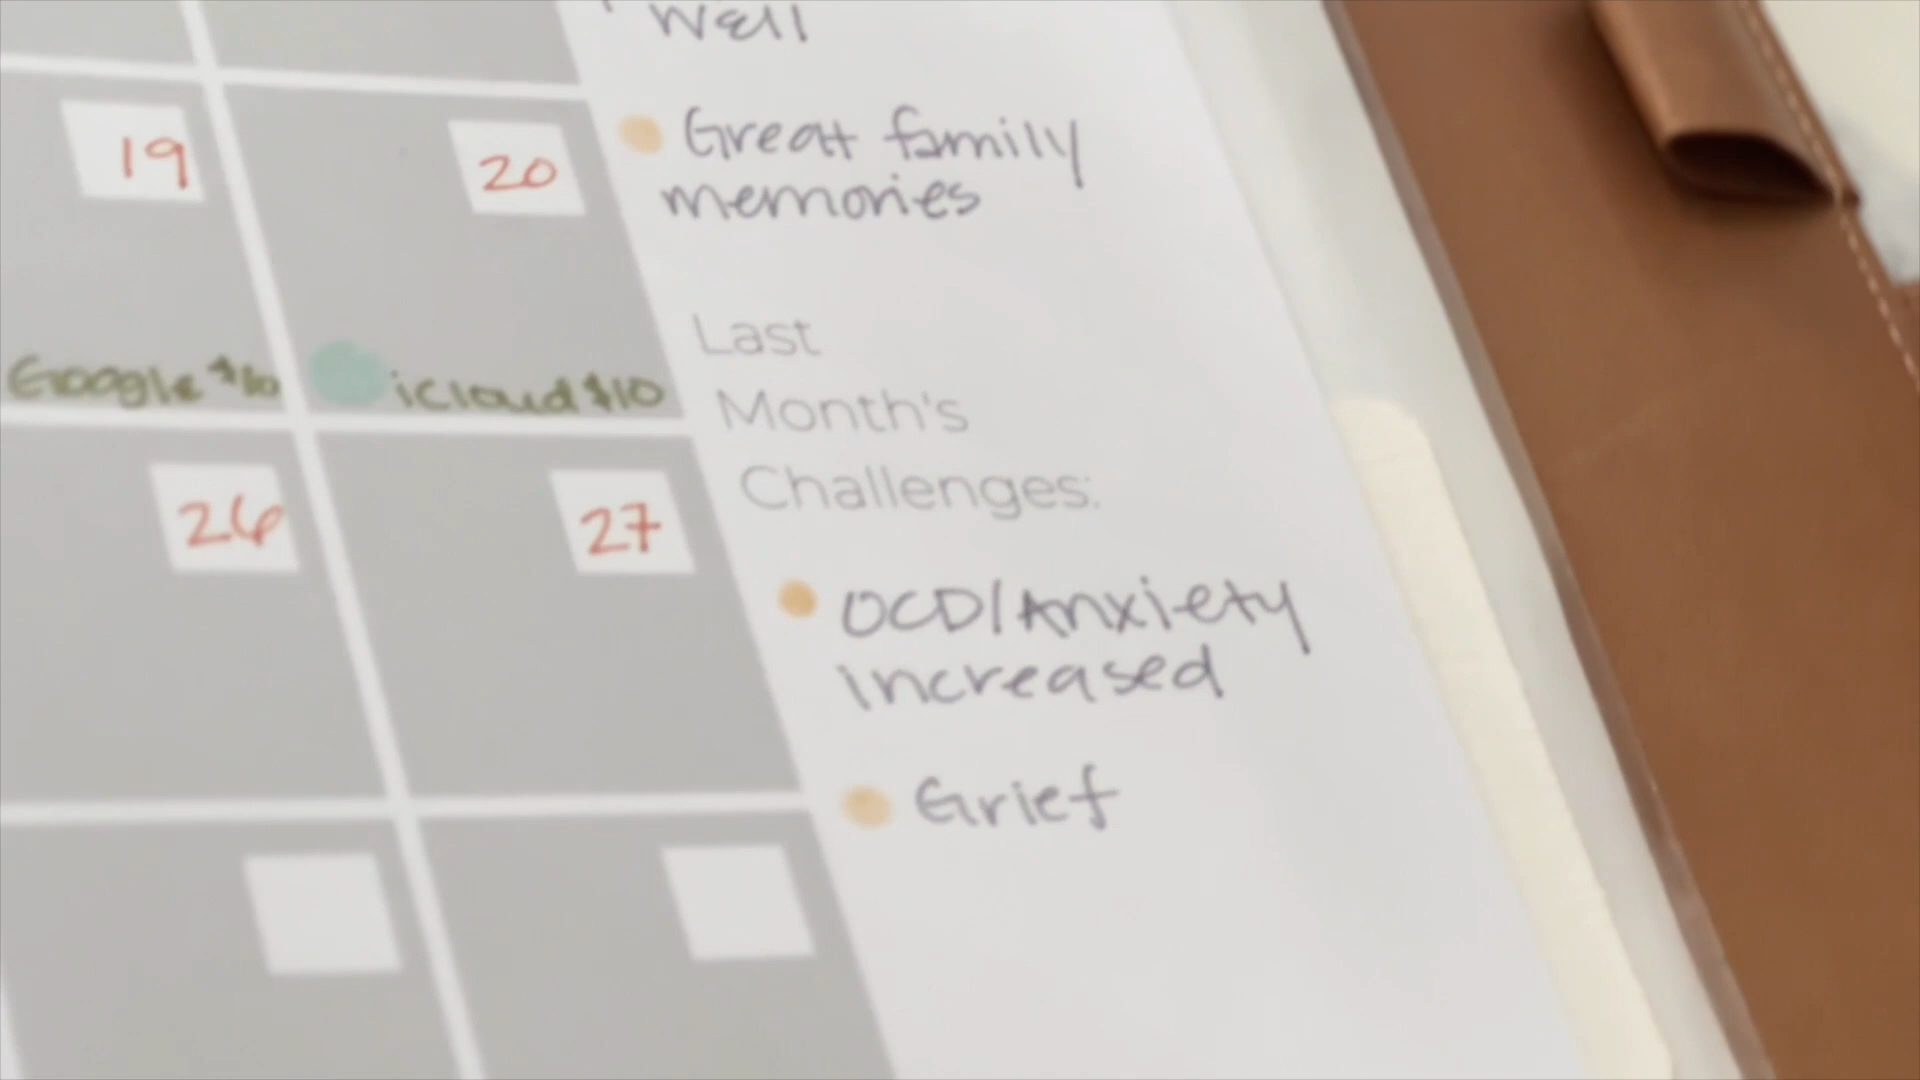 well
Great family
memories
19
20
Google $10
icloud $10
Last
Month's
Challenges:
26
27
OCD/Anxiety
increased
Grief